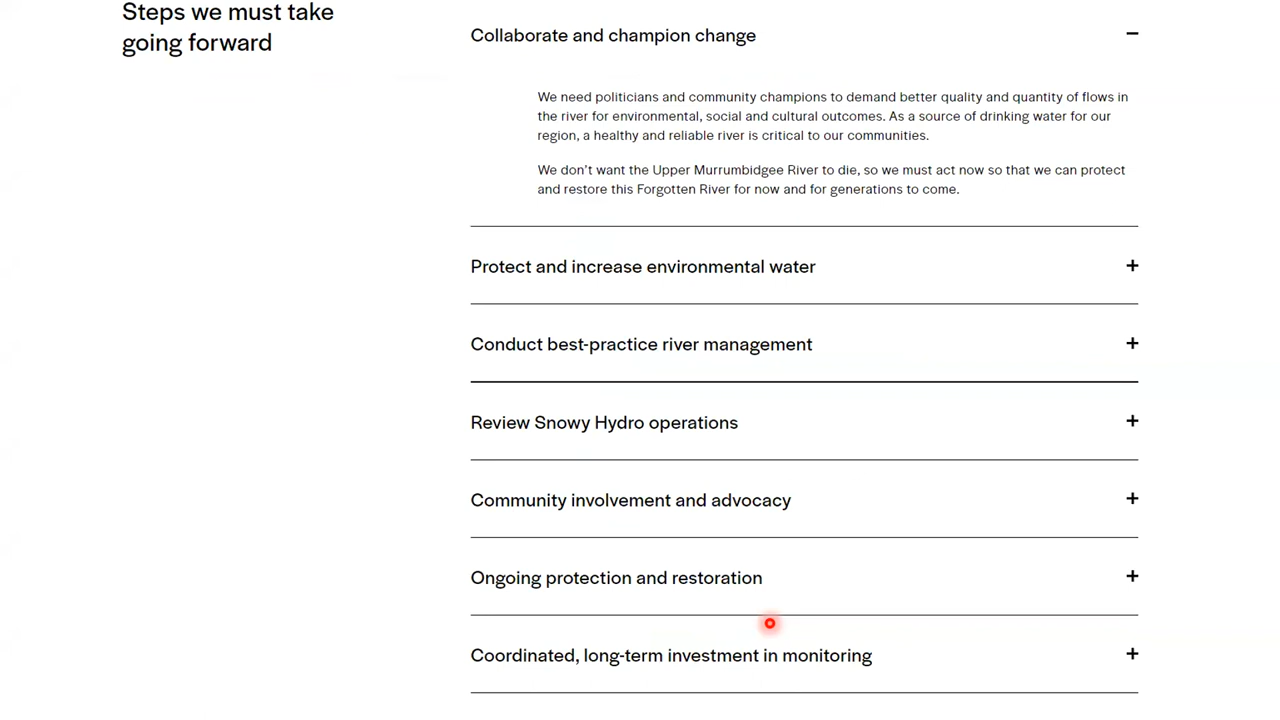 Steps we must take
going forward
Collaborate and champion change
We need politicians and community champions to demand better quality and quantity of flows in
the river for environmental, social and cultural outcomes. As a source of drinking water for our
region, a healthy and reliable river is critical to our communities.
We don't want the Upper Murrumbidgee River to die, so we must act now so that we can protect
and restore this Forgotten River for now and for generations to come.
Protect and increase environmental water
Conduct best-practice river management
Review Snowy Hydro operations
Community involvement and advocacy
Ongoing protection and restoration
Coordinated, long-term investment in monitoring